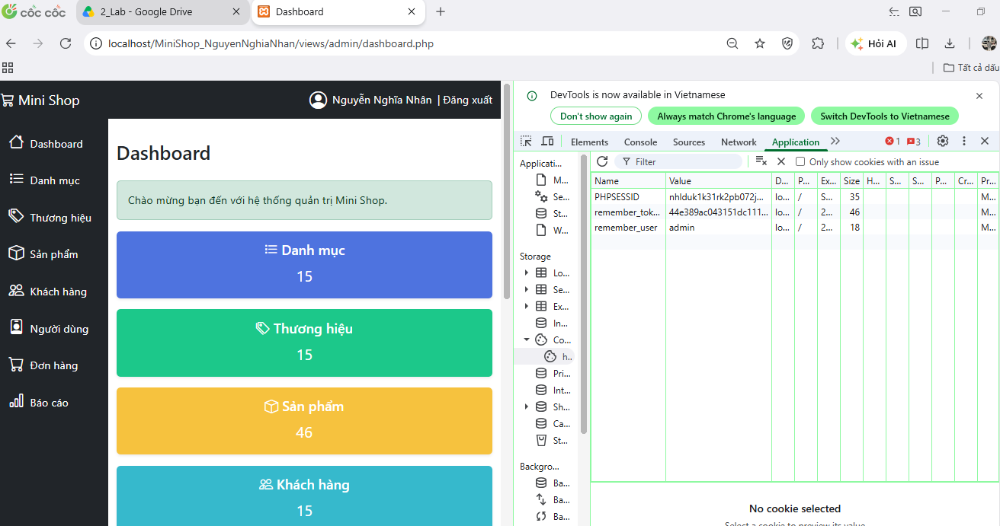 cốc cốc
2_Lab - Google Drive
Dashboard
localhost/MiniShop_NguyenNghiaNhan/views/admin/dashboard.php
Hỏi AI
Tất cả dấu
Mini Shop
Nguyễn Nghĩa Nhân | Đăng xuất
Dashboard
Danh mục
Thương hiệu
Sản phẩm
Khách hàng
Người dùng
Đơn hàng
Báo cáo
Dashboard
Chào mừng bạn đến với hệ thống quản trị Mini Shop.
Danh mục
15
Thương hiệu
15
Sản phẩm
46
Khách hàng
15
DevTools is now available in Vietnamese
Don't show again
Always match Chrome's language
Switch DevTools to Vietnamese
Elements Console Sources Network Application 1 3
Applicati...
M...
Se...
St...
W...
Storage
Lo...
Se...
Ex...
In...
Co...
h..
Pri...
Int...
Sh...
Ca...
St...
Backgro...
Ba...
Ba...
Ba...
Filter
Only show cookies with an issue
Name Value D... P... Ex... Size H... S... S... P... Cr... Pr...
PHPSESSID nhlduk1k31rk2pb072j... lo... / S... 35 M...
remember_tok... 44e389ac043151dc111... lo... / 2... 46 M...
remember_user admin lo... / 2... 18 M...
No cookie selected
Select a cookie to preview its value